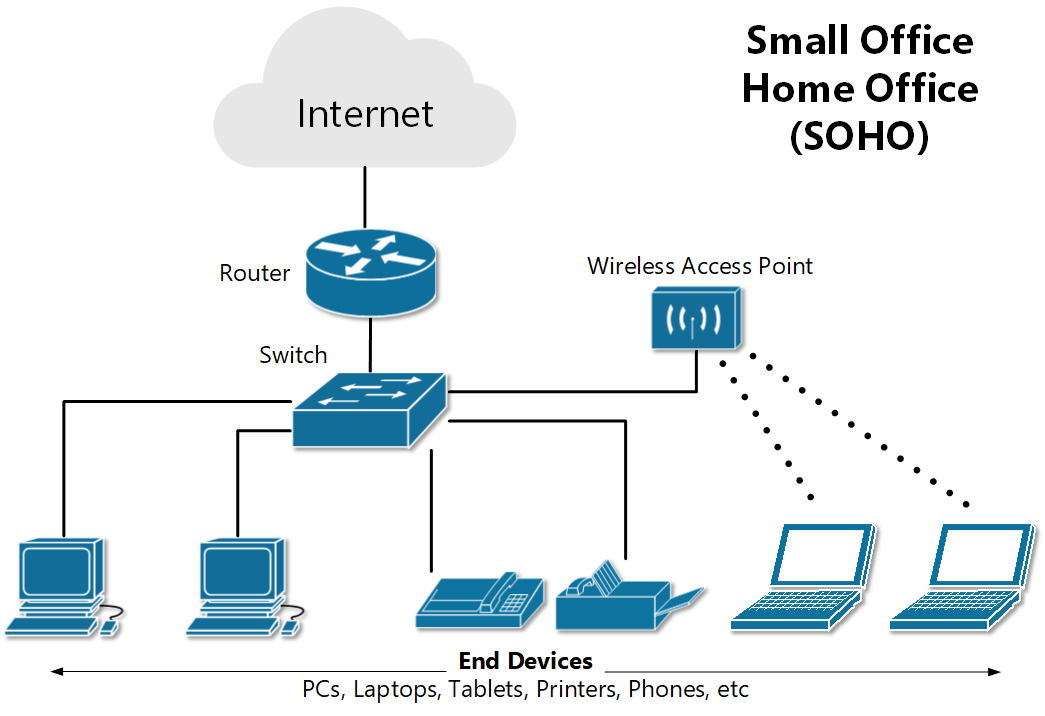 Small Office
Home Office
(SOHO)
Internet
Router
Wireless Access Point
Switch
End Devices
PCs, Laptops, Tablets, Printers, Phones, etc